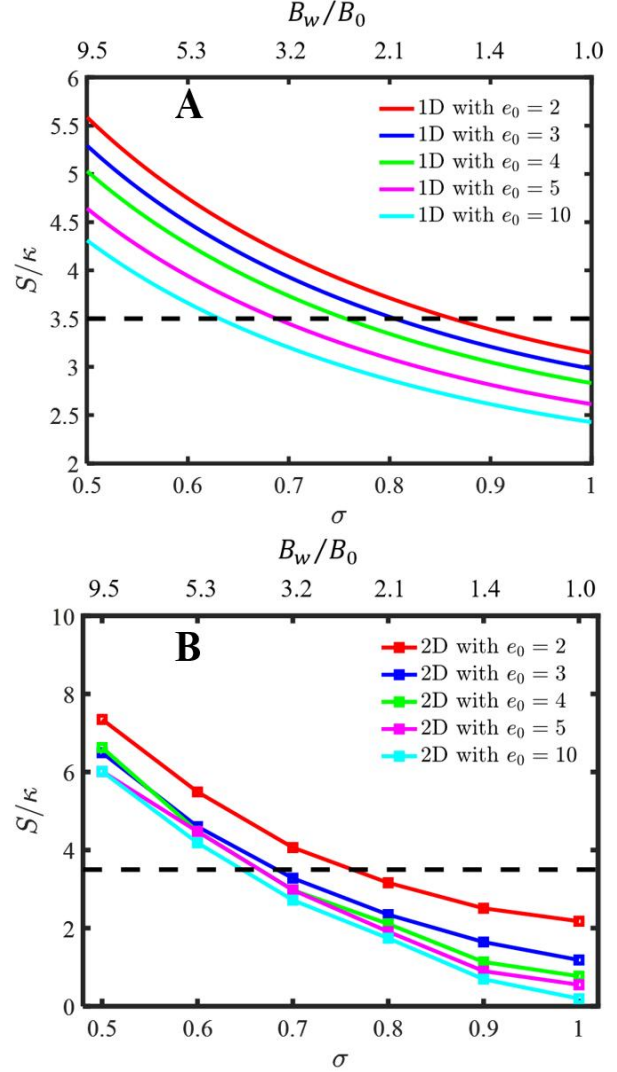 B_w/B_0
9.5 5.3 3.2 2.1 1.4 1.0
A
6
5.5
5
4.5
4
3.5
3
2.5
2
S/κ
1D with e_0 = 2
1D with e_0 = 3
1D with e_0 = 4
1D with e_0 = 5
1D with e_0 = 10
0.5 0.6 0.7 0.8 0.9 1
σ
B_w/B_0
9.5 5.3 3.2 2.1 1.4 1.0
B
10
8
6
4
2
0
S/κ
2D with e_0 = 2
2D with e_0 = 3
2D with e_0 = 4
2D with e_0 = 5
2D with e_0 = 10
0.5 0.6 0.7 0.8 0.9 1
σ